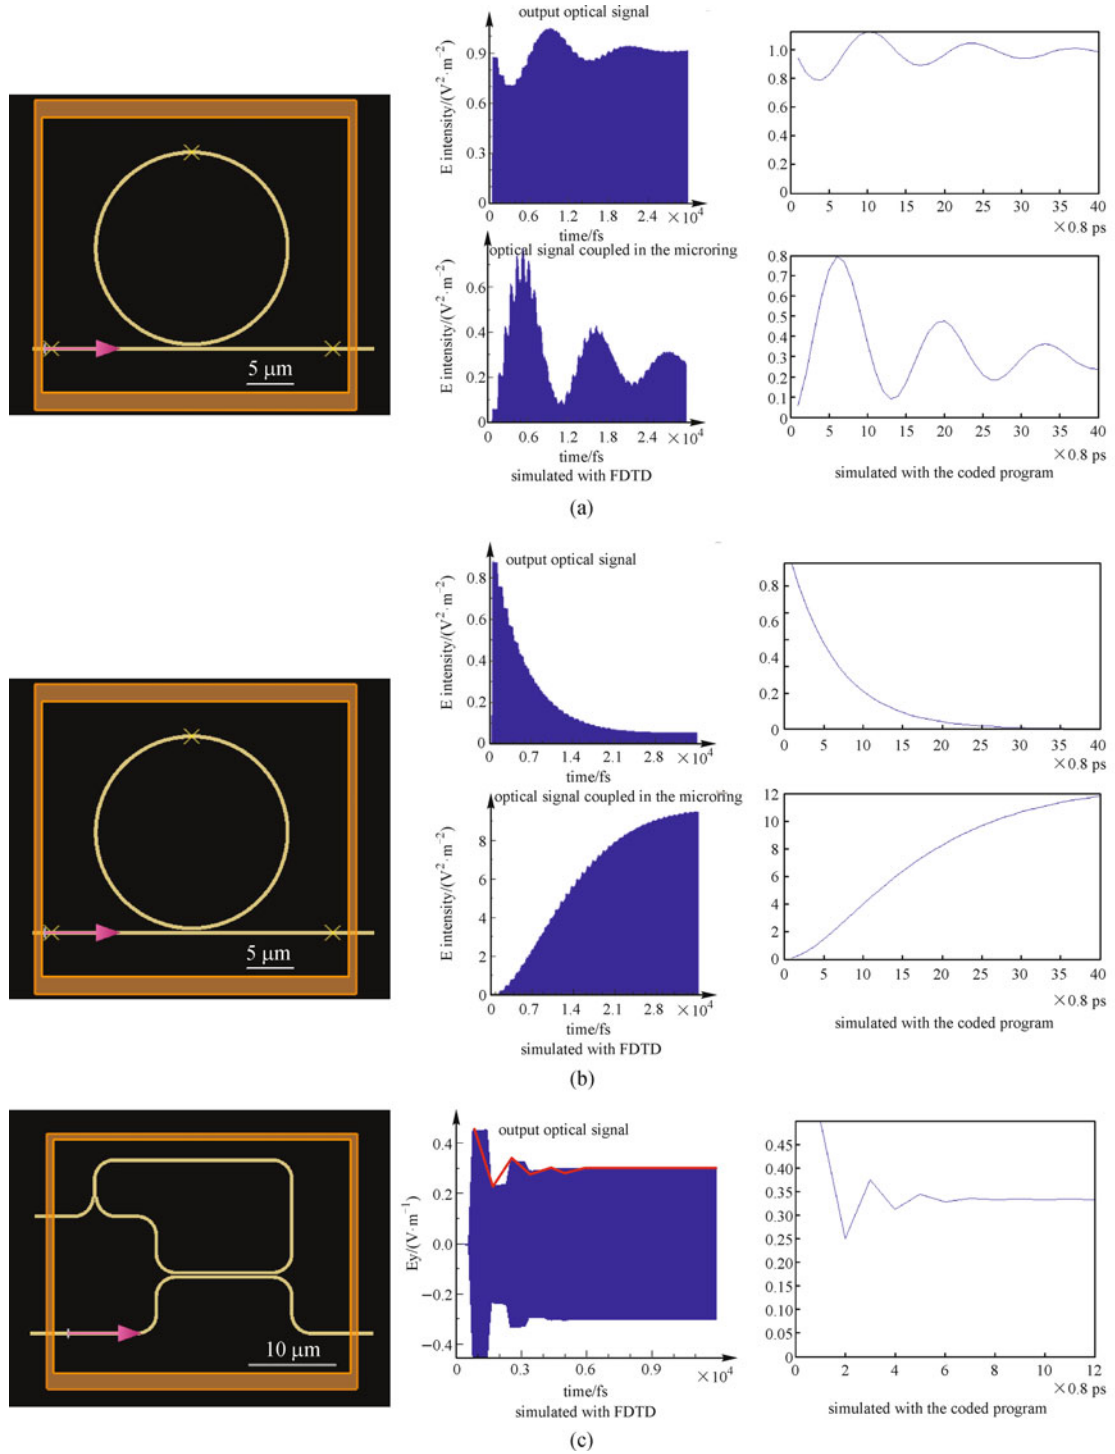 output optical signal
E intensity/(V²·m⁻²)
0.9
0.6
0.3
0
0 0.6 1.2 1.8 2.4 ×10⁴
time/fs
1.0
0.8
0.6
0.4
0.2
0
0 5 10 15 20 25 30 35 40
×0.8 ps
5 μm
optical signal coupled in the microring
E intensity/(V²·m⁻²)
0.6
0.4
0.2
0
0 0.6 1.2 1.8 2.4 ×10⁴
time/fs
simulated with FDTD
0.8
0.7
0.6
0.5
0.4
0.3
0.2
0.1
0
0 5 10 15 20 25 30 35 40
×0.8 ps
simulated with the coded program
(a)
output optical signal
E intensity/(V²·m⁻²)
0.8
0.6
0.4
0.2
0
0 0.7 1.4 2.1 2.8 ×10⁴
time/fs
0.8
0.6
0.4
0.2
0
0 5 10 15 20 25 30 35 40
×0.8 ps
5 μm
optical signal coupled in the microring
E intensity/(V²·m⁻²)
8
6
4
2
0
0 0.7 1.4 2.1 2.8 ×10⁴
time/fs
simulated with FDTD
12
10
8
6
4
2
0
0 5 10 15 20 25 30 35 40
×0.8 ps
simulated with the coded program
(b)
10 μm
output optical signal
Ey/(V·m⁻¹)
0.4
0.2
0.0
−0.2
−0.4
0 0.3 0.6 0.9 ×10⁴
time/fs
simulated with FDTD
0.45
0.40
0.35
0.30
0.25
0.20
0.15
0.10
0.05
0
0 2 4 6 8 10 12
×0.8 ps
simulated with the coded program
(c)